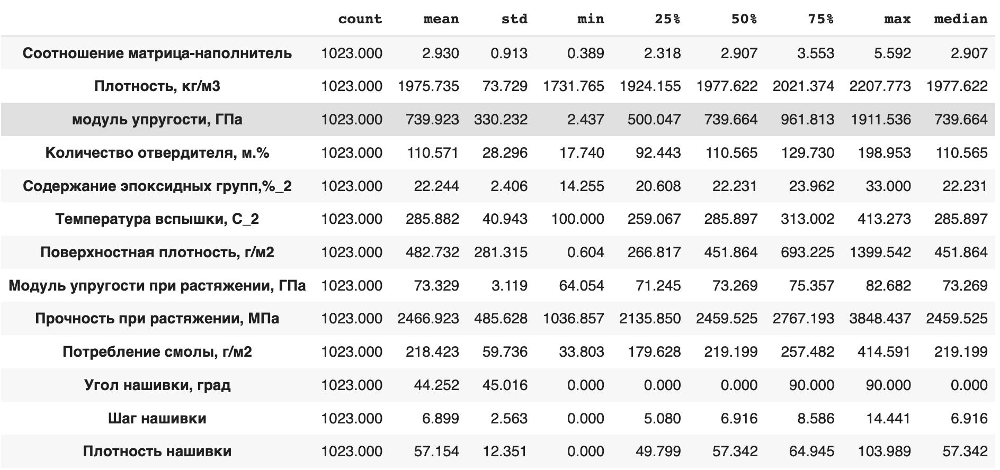 count mean std min 25% 50% 75% max median
Соотношение матрица-наполнитель 1023.000 2.930 0.913 0.389 2.318 2.907 3.553 5.592 2.907
Плотность, кг/м3 1023.000 1975.735 73.729 1731.765 1924.155 1977.622 2021.374 2207.773 1977.622
модуль упругости, ГПа 1023.000 739.923 330.232 2.437 500.047 739.664 961.813 1911.536 739.664
Количество отвердителя, м.% 1023.000 110.571 28.296 17.740 92.443 110.565 129.730 198.953 110.565
Содержание эпоксидных групп,%_2 1023.000 22.244 2.406 14.255 20.608 22.231 23.962 33.000 22.231
Температура вспышки, С_2 1023.000 285.882 40.943 100.000 259.067 285.897 313.002 413.273 285.897
Поверхностная плотность, г/м2 1023.000 482.732 281.315 0.604 266.817 451.864 693.225 1399.542 451.864
Модуль упругости при растяжении, ГПа 1023.000 73.329 3.119 64.054 71.245 73.269 75.357 82.682 73.269
Прочность при растяжении, МПа 1023.000 2466.923 485.628 1036.857 2135.850 2459.525 2767.193 3848.437 2459.525
Потребление смолы, г/м2 1023.000 218.423 59.736 33.803 179.628 219.199 257.482 414.591 219.199
Угол нашивки, град 1023.000 44.252 45.016 0.000 0.000 0.000 90.000 90.000 0.000
Шаг нашивки 1023.000 6.899 2.563 0.000 5.080 6.916 8.586 14.441 6.916
Плотность нашивки 1023.000 57.154 12.351 0.000 49.799 57.342 64.945 103.989 57.342